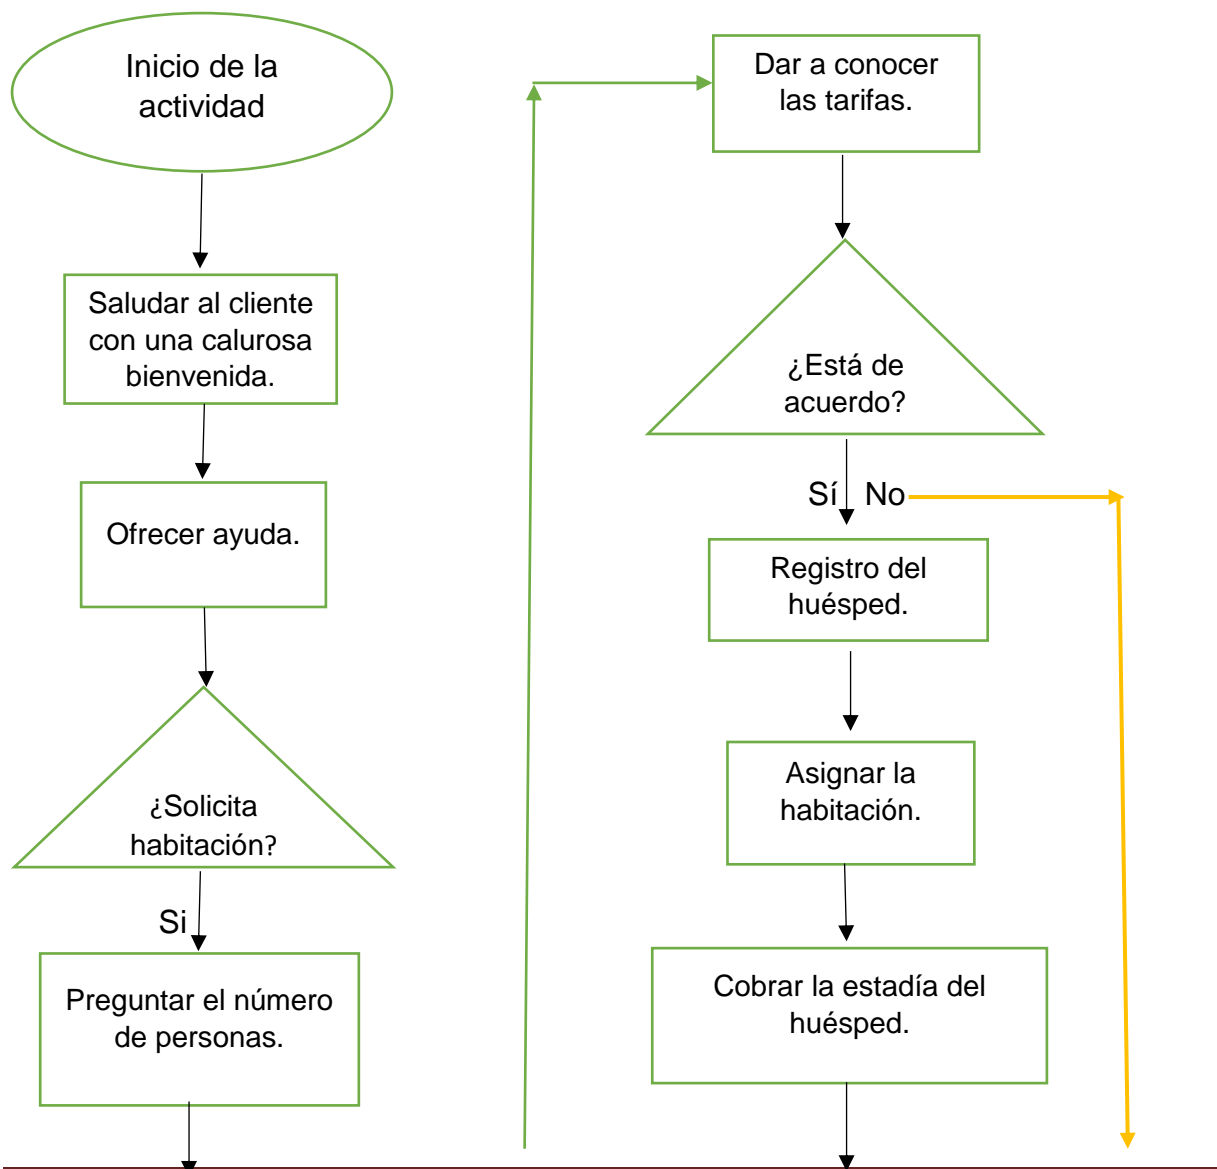 Inicio de la
actividad
Saludar al cliente
con una calurosa
bienvenida.
Ofrecer ayuda.
¿Solicita
habitación?
Si
Preguntar el número
de personas.
Dar a conocer
las tarifas.
¿Está de
acuerdo?
Sí No
Registro del
huésped.
Asignar la
habitación.
Cobrar la estadía del
huésped.